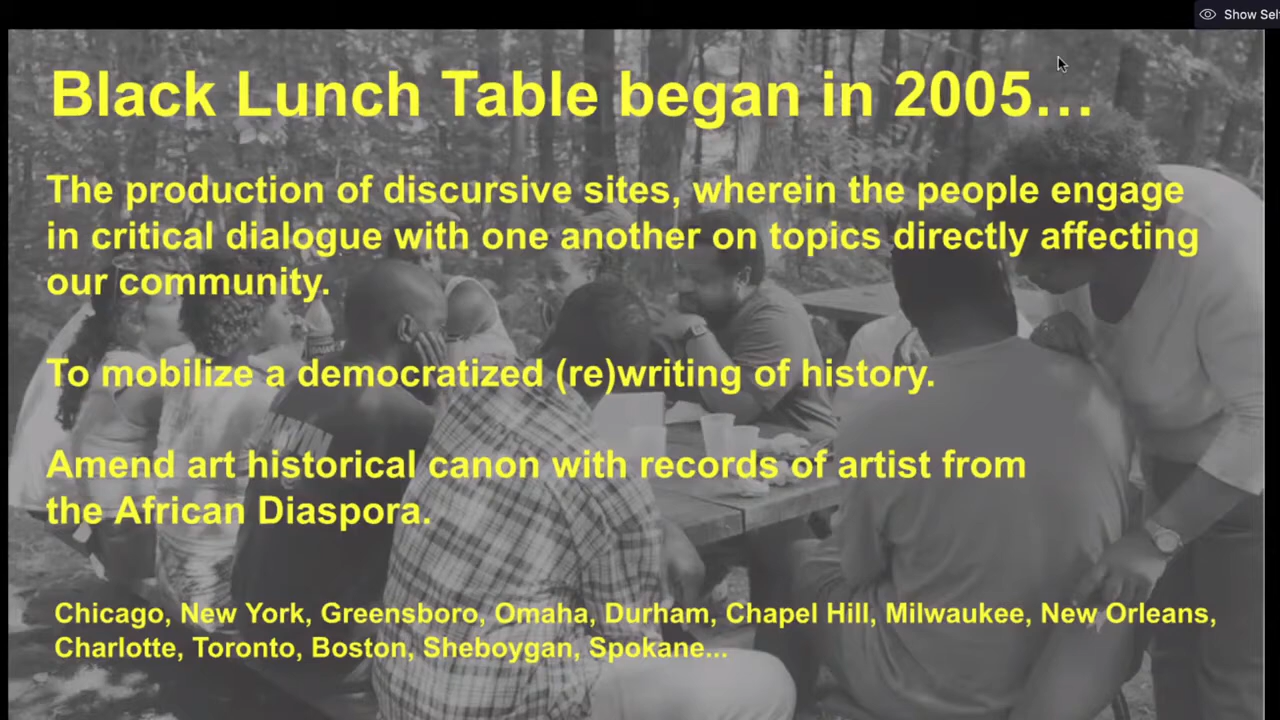 Show Sel
Black Lunch Table began in 2005...
The production of discursive sites, wherein the people engage
in critical dialogue with one another on topics directly affecting
our community.
To mobilize a democratized (re)writing of history.
Amend art historical canon with records of artist from
the African Diaspora.
Chicago, New York, Greensboro, Omaha, Durham, Chapel Hill, Milwaukee, New Orleans,
Charlotte, Toronto, Boston, Sheboygan, Spokane...